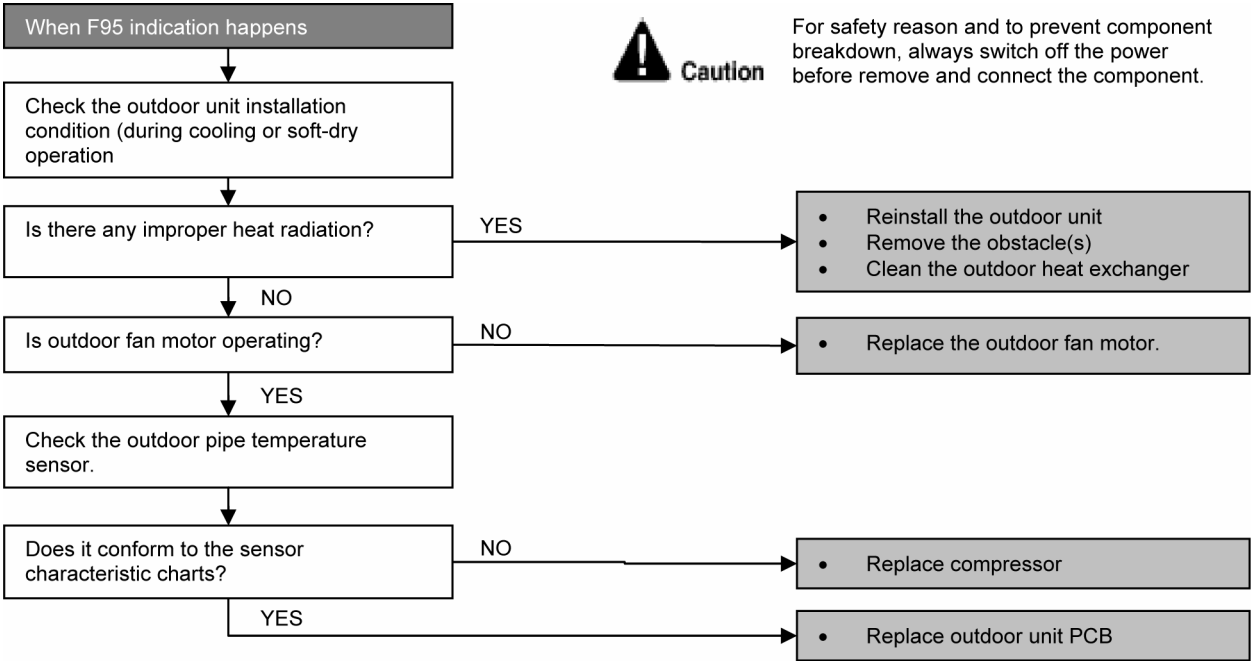 When F95 indication happens
Caution
For safety reason and to prevent component
breakdown, always switch off the power
before remove and connect the component.
Check the outdoor unit installation
condition (during cooling or soft-dry
operation
Is there any improper heat radiation?
YES
• Reinstall the outdoor unit
• Remove the obstacle(s)
• Clean the outdoor heat exchanger
NO
Is outdoor fan motor operating?
NO
• Replace the outdoor fan motor.
YES
Check the outdoor pipe temperature
sensor.
Does it conform to the sensor
characteristic charts?
NO
• Replace compressor
YES
• Replace outdoor unit PCB